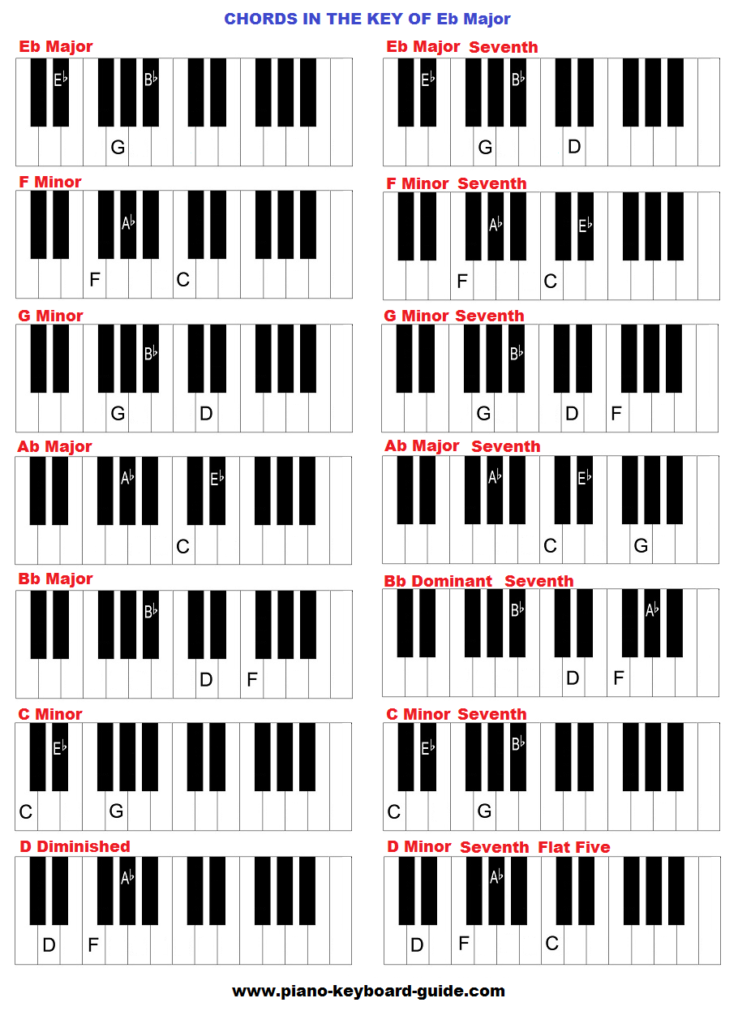 CHORDS IN THE KEY OF Eb Major
Eb Major
E♭ B♭
G
Eb Major Seventh
E♭ B♭
G D
F Minor
A♭
F C
F Minor Seventh
A♭ E♭
F C
G Minor
B♭
G D
G Minor Seventh
B♭
G D F
Ab Major
A♭ E♭
C
Ab Major Seventh
A♭ E♭
C G
Bb Major
B♭
D F
Bb Dominant Seventh
B♭ A♭
D F
C Minor
E♭
C G
C Minor Seventh
E♭ B♭
C G
D Diminished
A♭
D F
D Minor Seventh Flat Five
A♭
D F C
www.piano-keyboard-guide.com